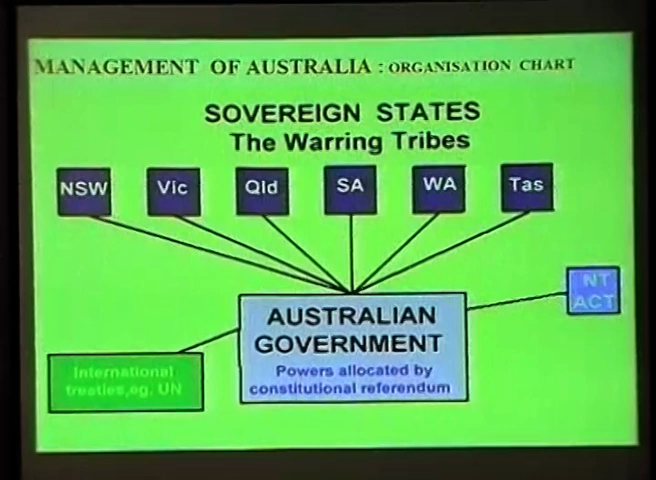 MANAGEMENT OF AUSTRALIA : ORGANISATION CHART
SOVEREIGN STATES
The Warring Tribes
NSW
Vic
Qld
SA
WA
Tas
NT
ACT
AUSTRALIAN
GOVERNMENT
Powers allocated by
constitutional referendum
International
treaties,eg. UN